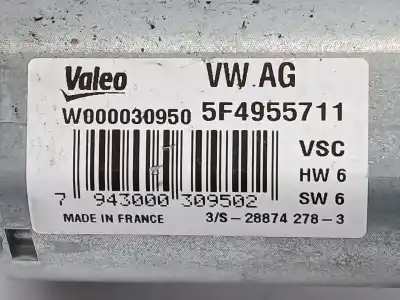 Valeo VW.AG
W000030950 5F4955711
VSC
HW 6
7 943000 309502 SW 6
MADE IN FRANCE 3/S-28874 278-3